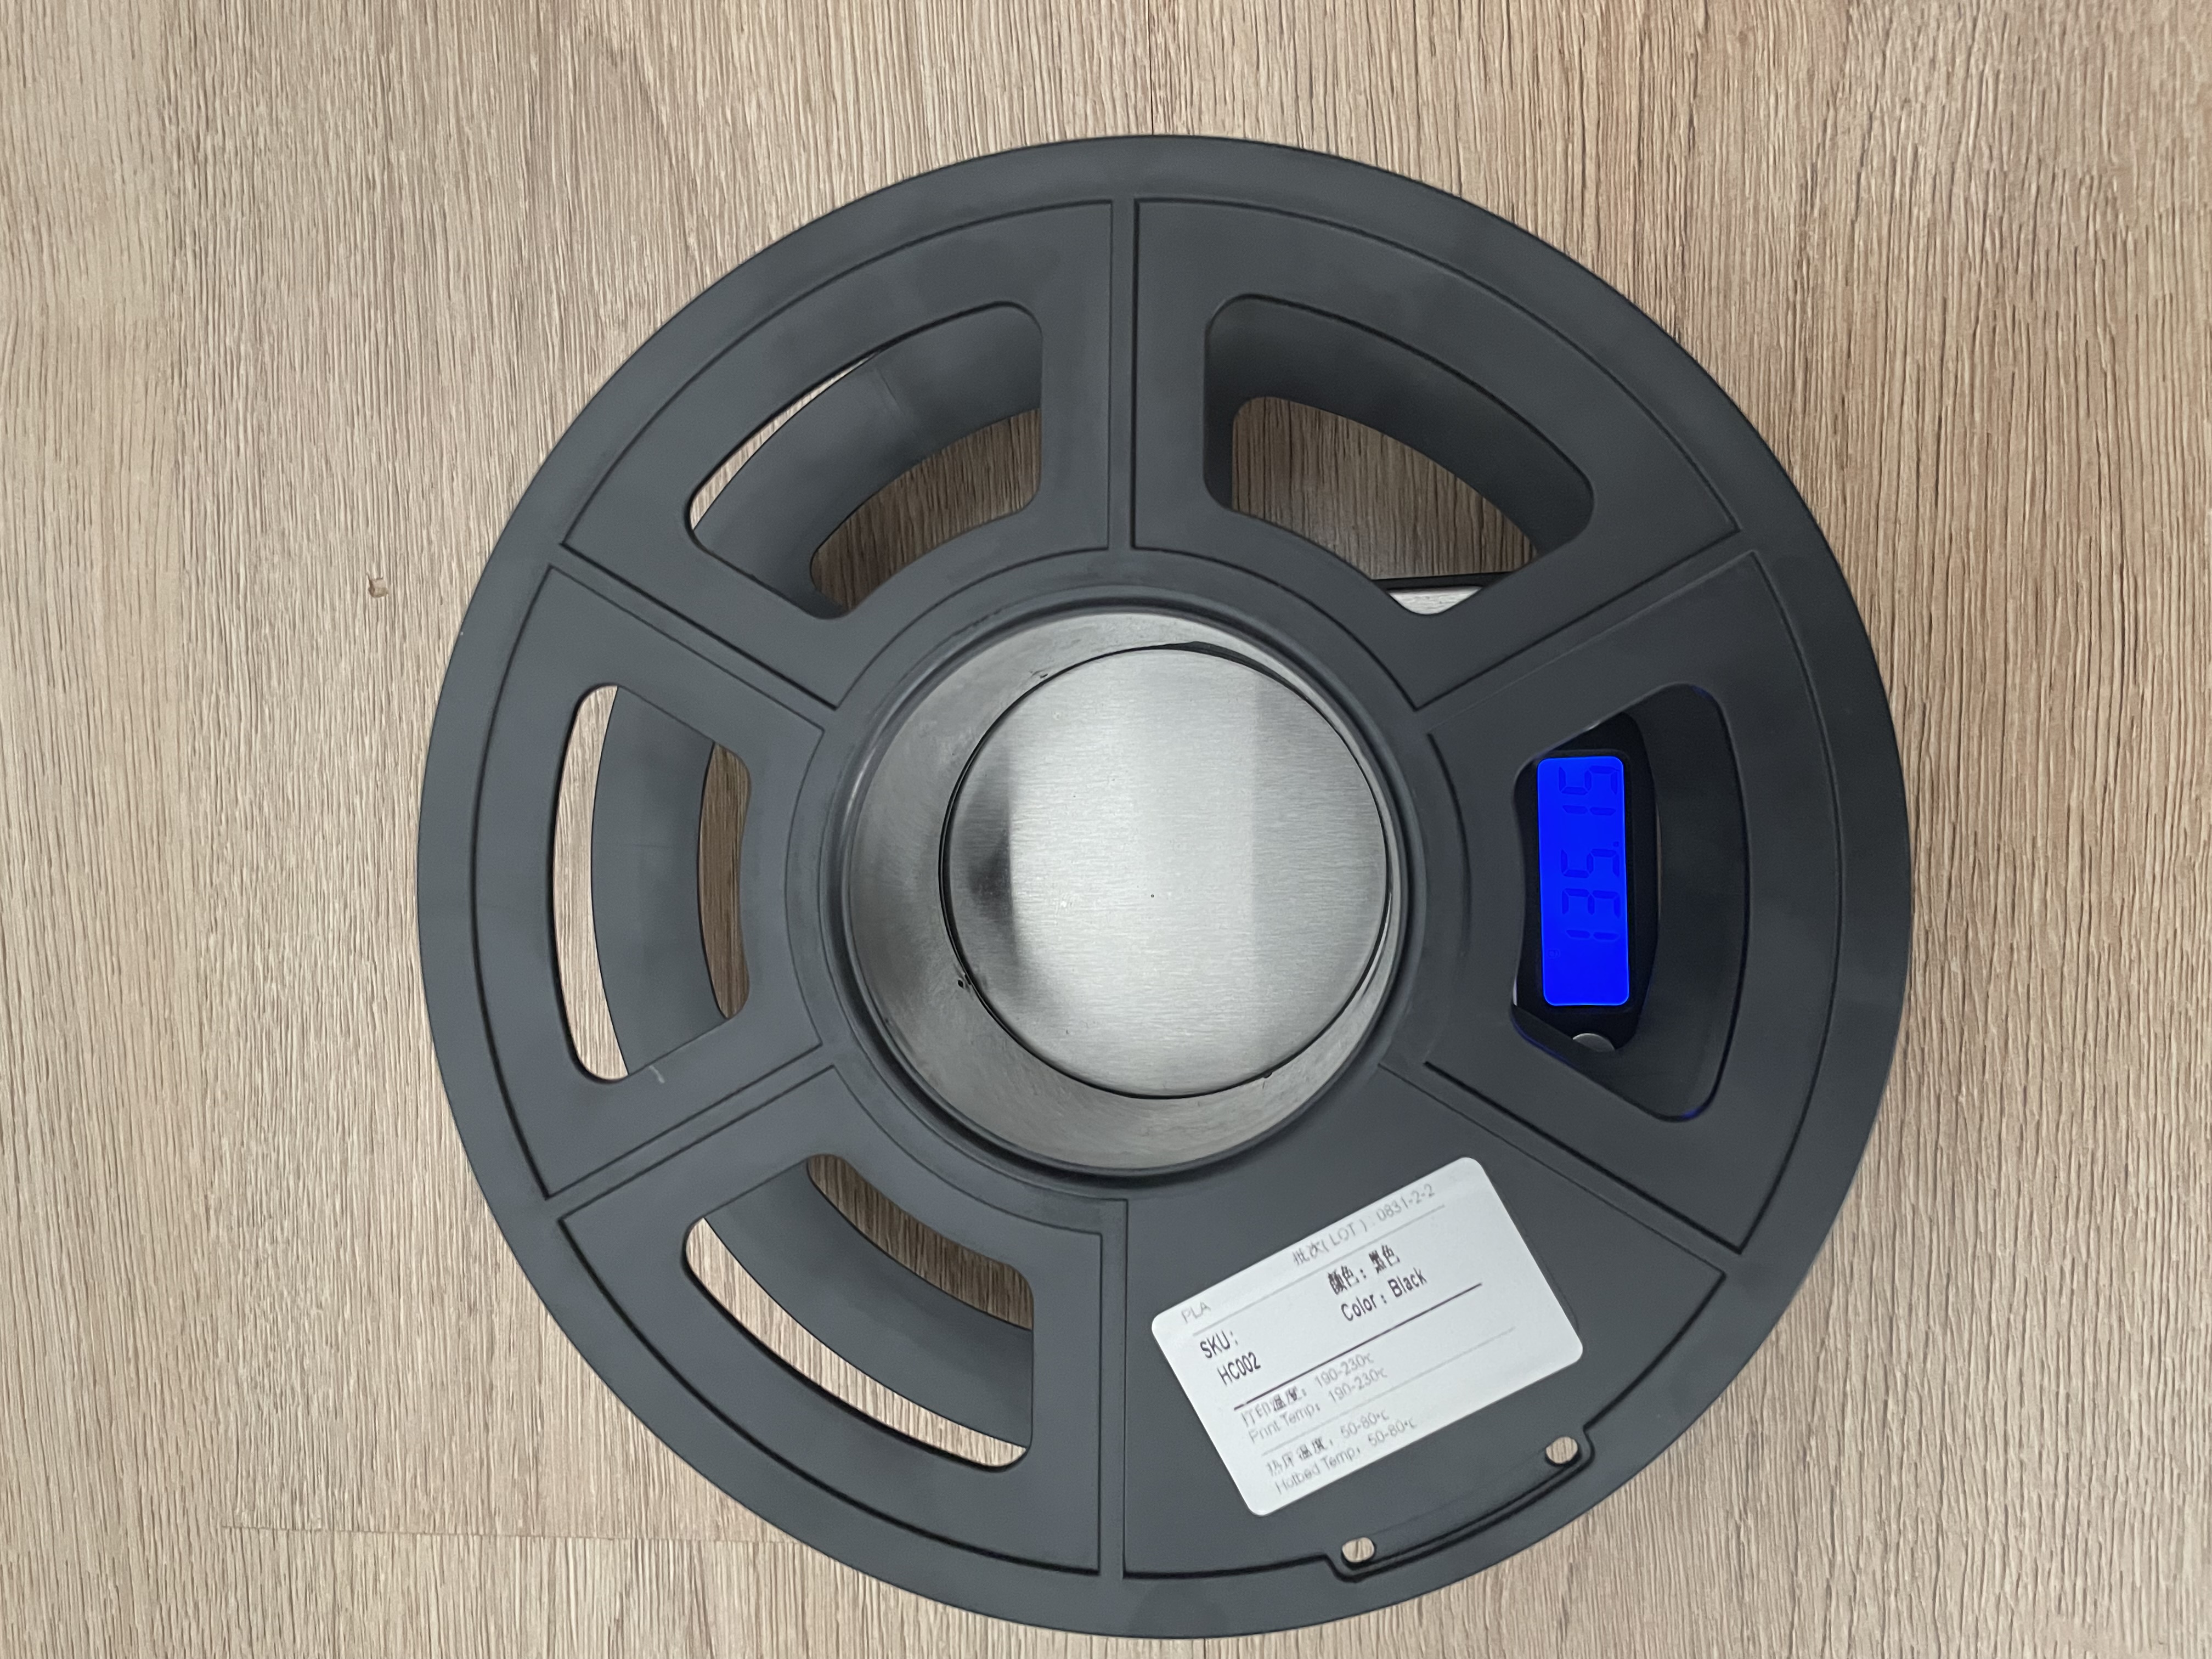 PLA
批次( LOT ) 0831-2-2
SKU:
HC002
颜色: 黑色
Color: Black
打印温度: 190-230℃
Print Temp: 190-230℃
热床温度: 50-80℃
Hotbed Temp: 50-80℃
135.15